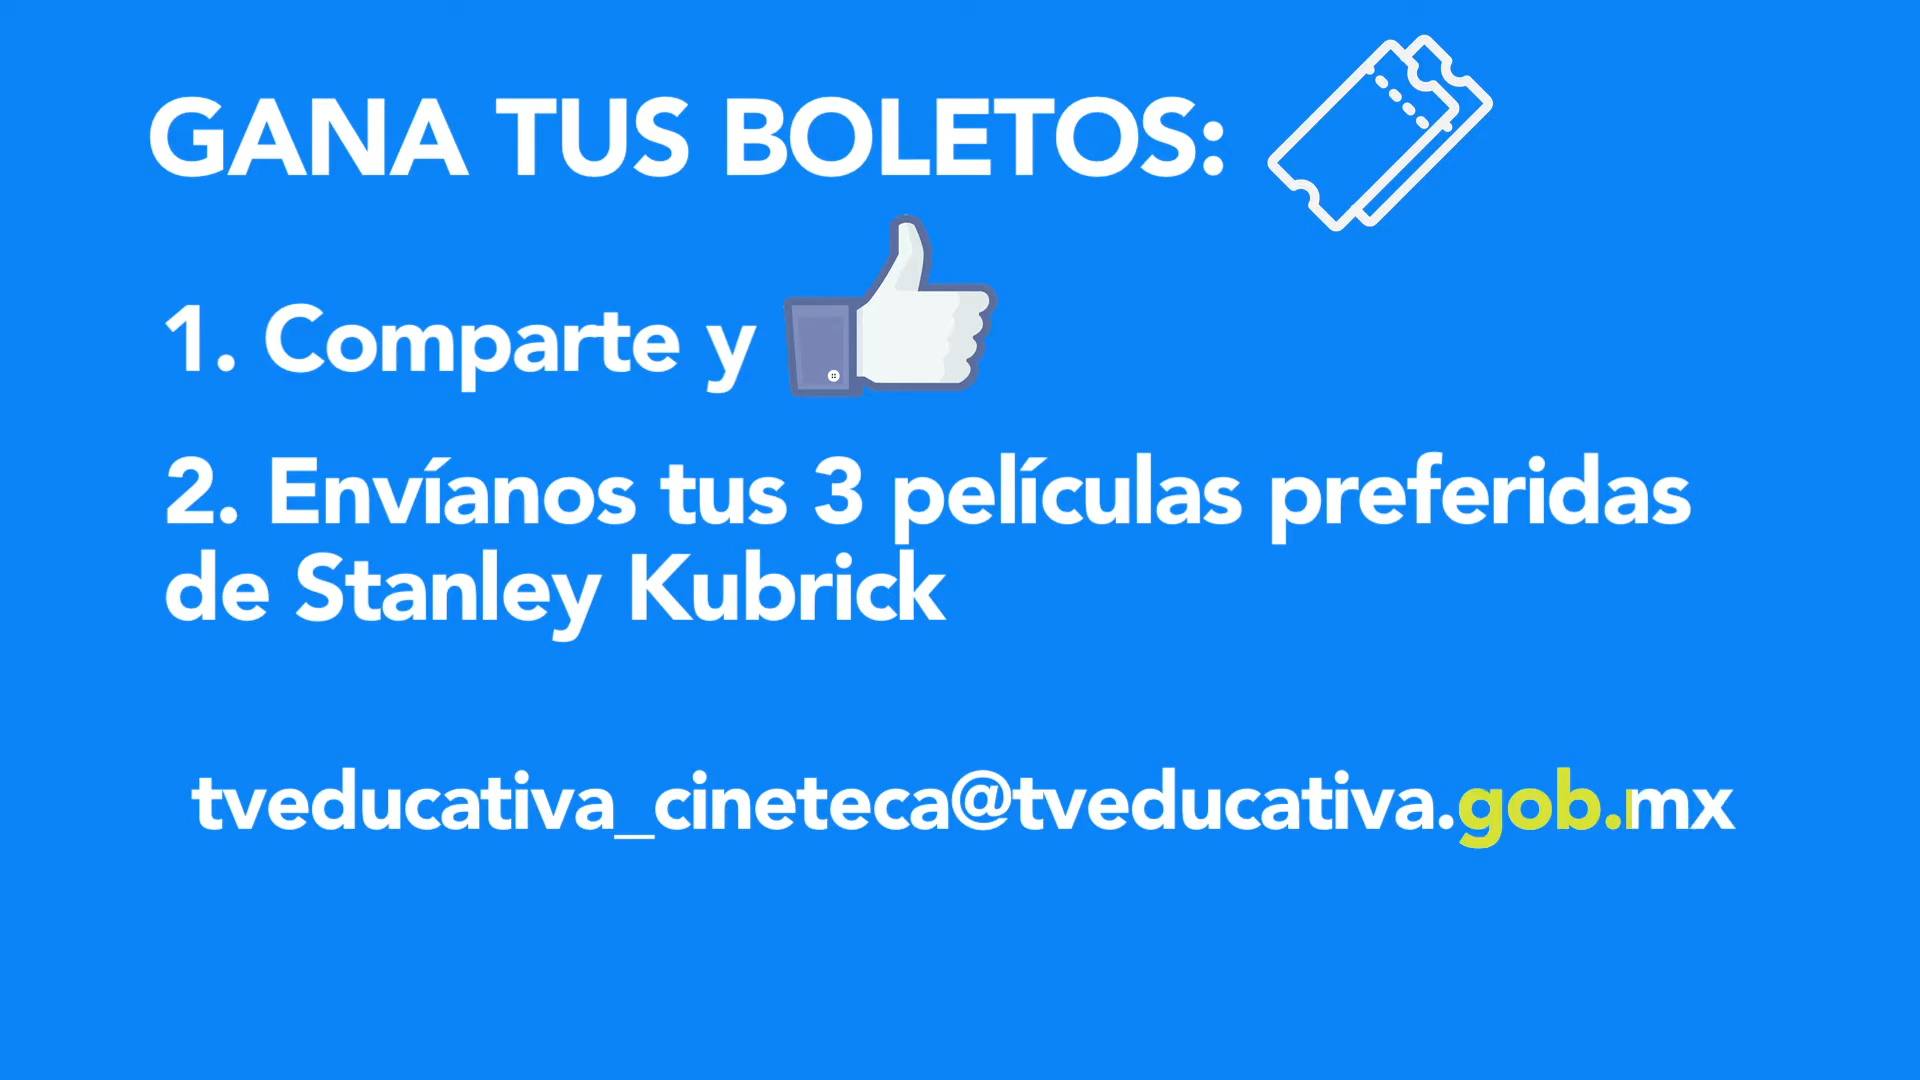 GANA TUS BOLETOS:
1. Comparte y
2. Envíanos tus 3 películas preferidas
de Stanley Kubrick
tveducativa_cineteca@tveducativa.gob.mx